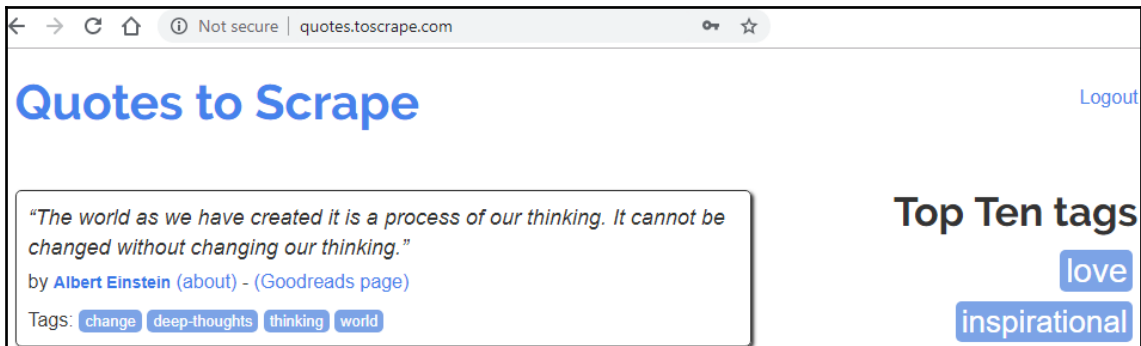 Not secure | quotes.toscrape.com
Quotes to Scrape
Logout
“The world as we have created it is a process of our thinking. It cannot be
changed without changing our thinking.”
by Albert Einstein (about) - (Goodreads page)
Tags: change deep-thoughts thinking world
Top Ten tags
love
inspirational